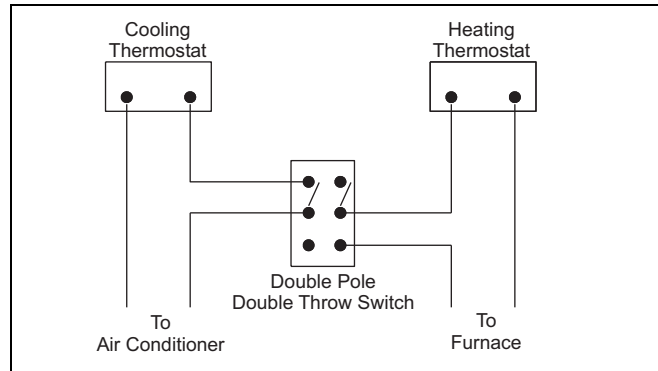 Cooling
Thermostat
Heating
Thermostat
Double Pole
Double Throw Switch
To
Air Conditioner
To
Furnace